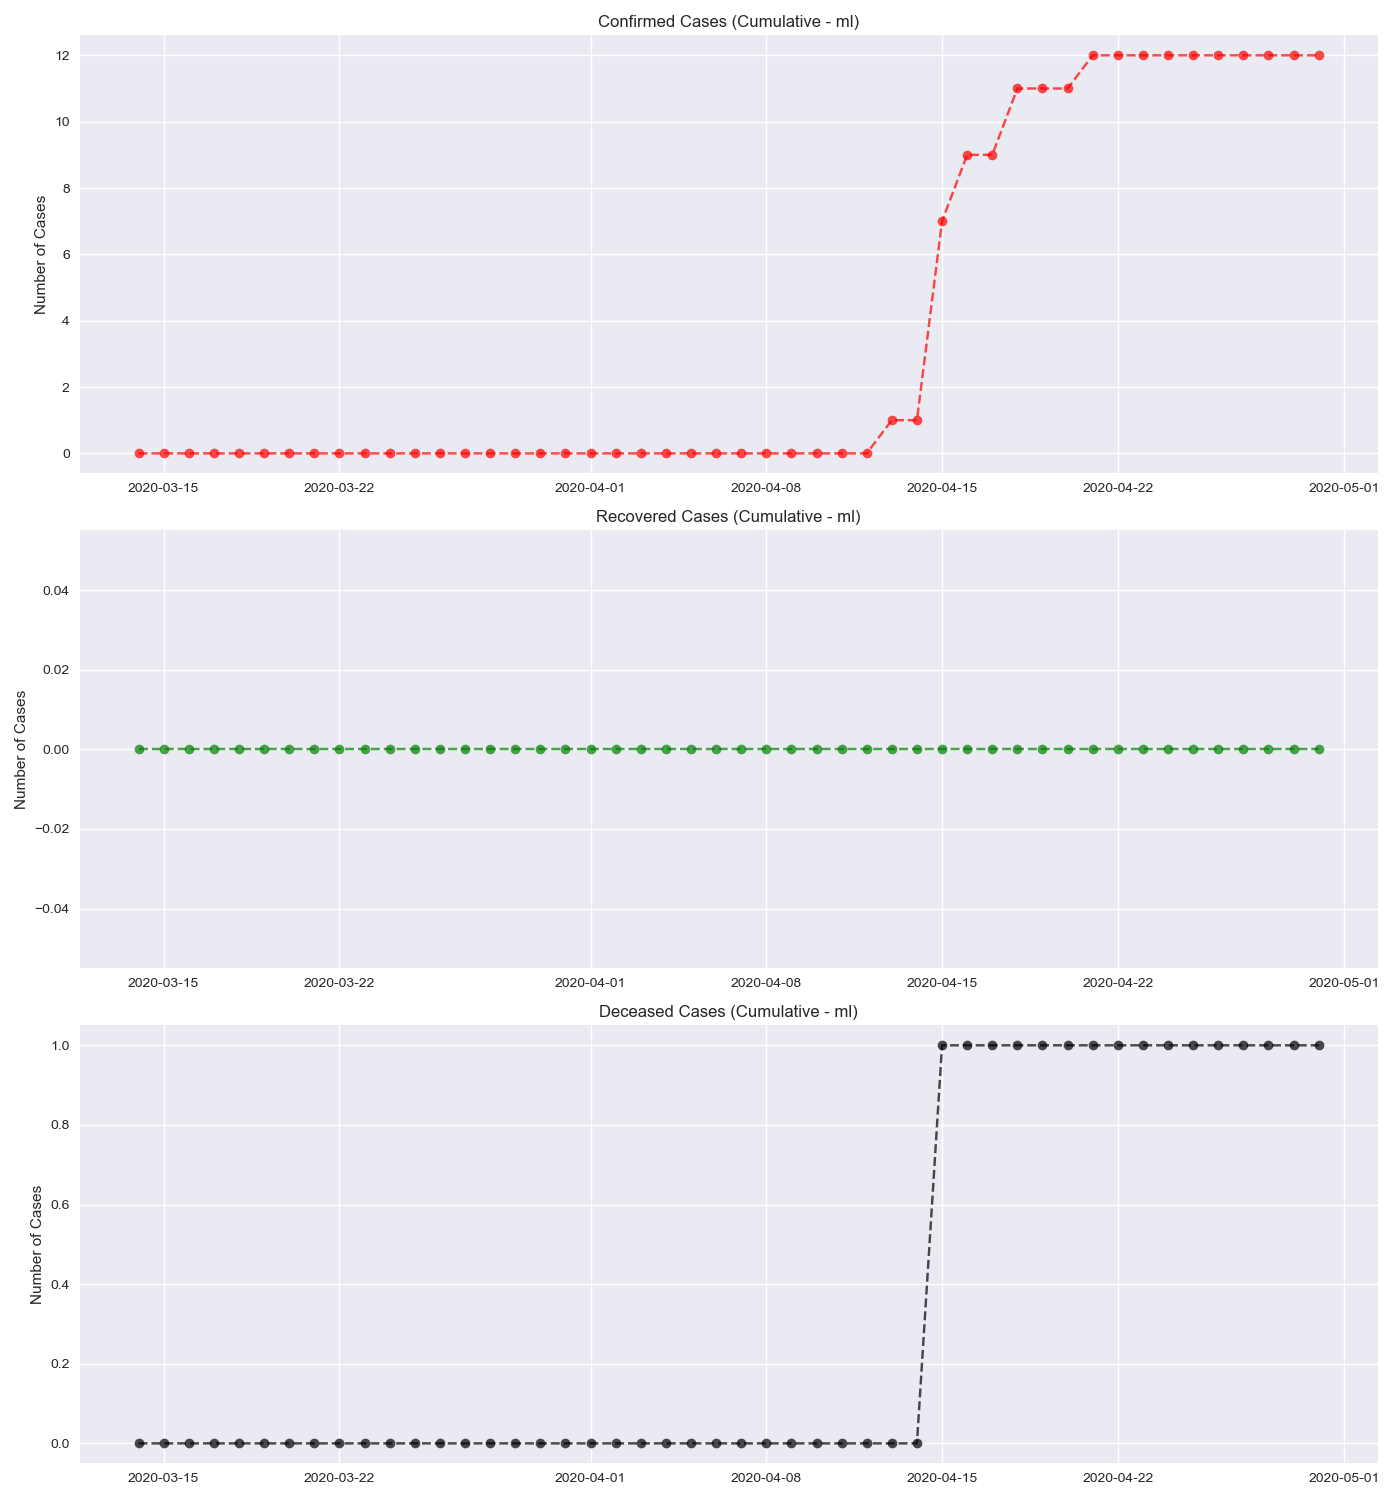 Confirmed Cases (Cumulative - ml)
Number of Cases
12
10
8
6
4
2
0
2020-03-15 2020-03-22 2020-04-01 2020-04-08 2020-04-15 2020-04-22 2020-05-01
Recovered Cases (Cumulative - ml)
Number of Cases
0.04
0.02
0.00
−0.02
−0.04
2020-03-15 2020-03-22 2020-04-01 2020-04-08 2020-04-15 2020-04-22 2020-05-01
Deceased Cases (Cumulative - ml)
Number of Cases
1.0
0.8
0.6
0.4
0.2
0.0
2020-03-15 2020-03-22 2020-04-01 2020-04-08 2020-04-15 2020-04-22 2020-05-01